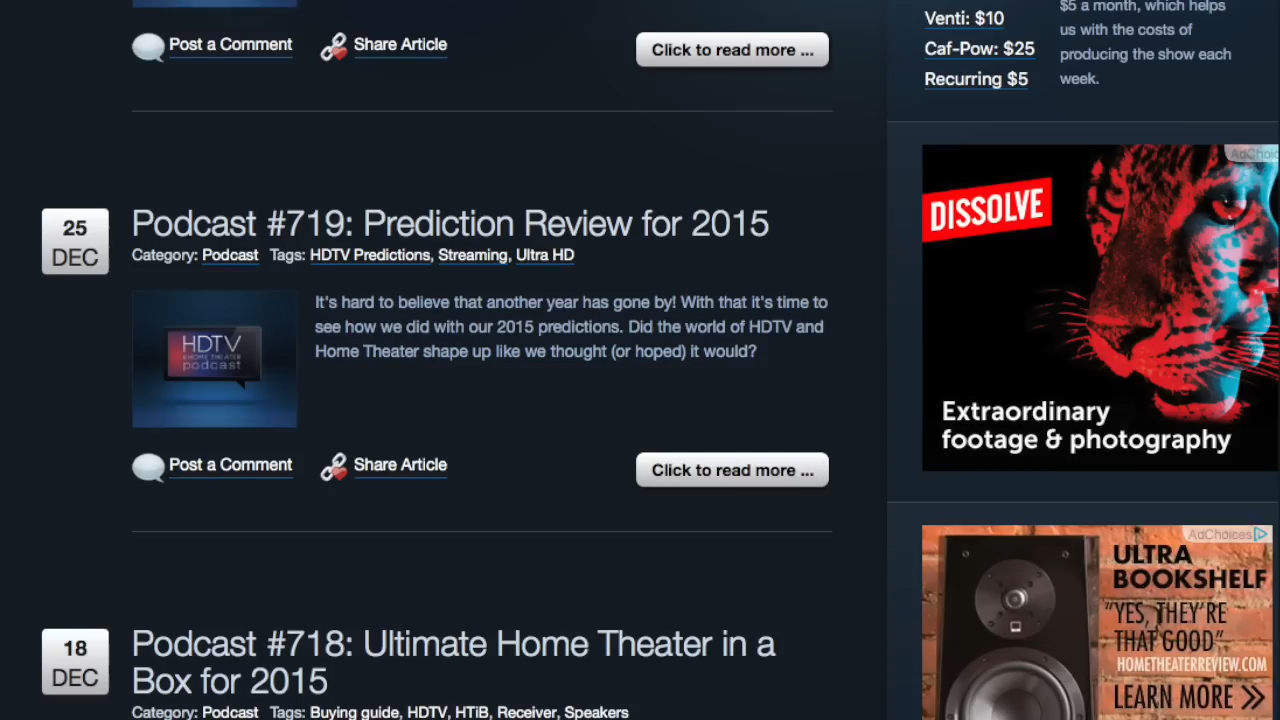 Post a Comment
Share Article
Click to read more ...
25
DEC
Podcast #719: Prediction Review for 2015
Category: Podcast Tags: HDTV Predictions, Streaming, Ultra HD
HDTV
& HOME THEATER
podcast
It's hard to believe that another year has gone by! With that it's time to
see how we did with our 2015 predictions. Did the world of HDTV and
Home Theater shape up like we thought (or hoped) it would?
Post a Comment
Share Article
Click to read more ...
18
DEC
Podcast #718: Ultimate Home Theater in a
Box for 2015
Category: Podcast Tags: Buying guide, HDTV, HTiB, Receiver, Speakers
Venti: $10
Caf-Pow: $25
Recurring $5
$5 a month, which helps
us with the costs of
producing the show each
week.
DISSOLVE
Extraordinary
footage & photography
AdChoices
ULTRA
BOOKSHELF
"YES, THEY'RE
THAT GOOD"
HOMETHEATERREVIEW.COM
LEARN MORE